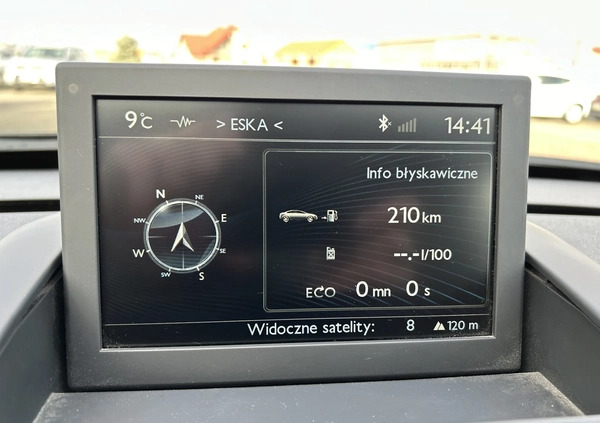 9°C > ESKA < 14:41
Info błyskawiczne
N
NE
NW
E
210 km
W
SE
--.- l/100
SW
S
ECO 0 mn 0 s
Widoczne satelity: 8 120 m